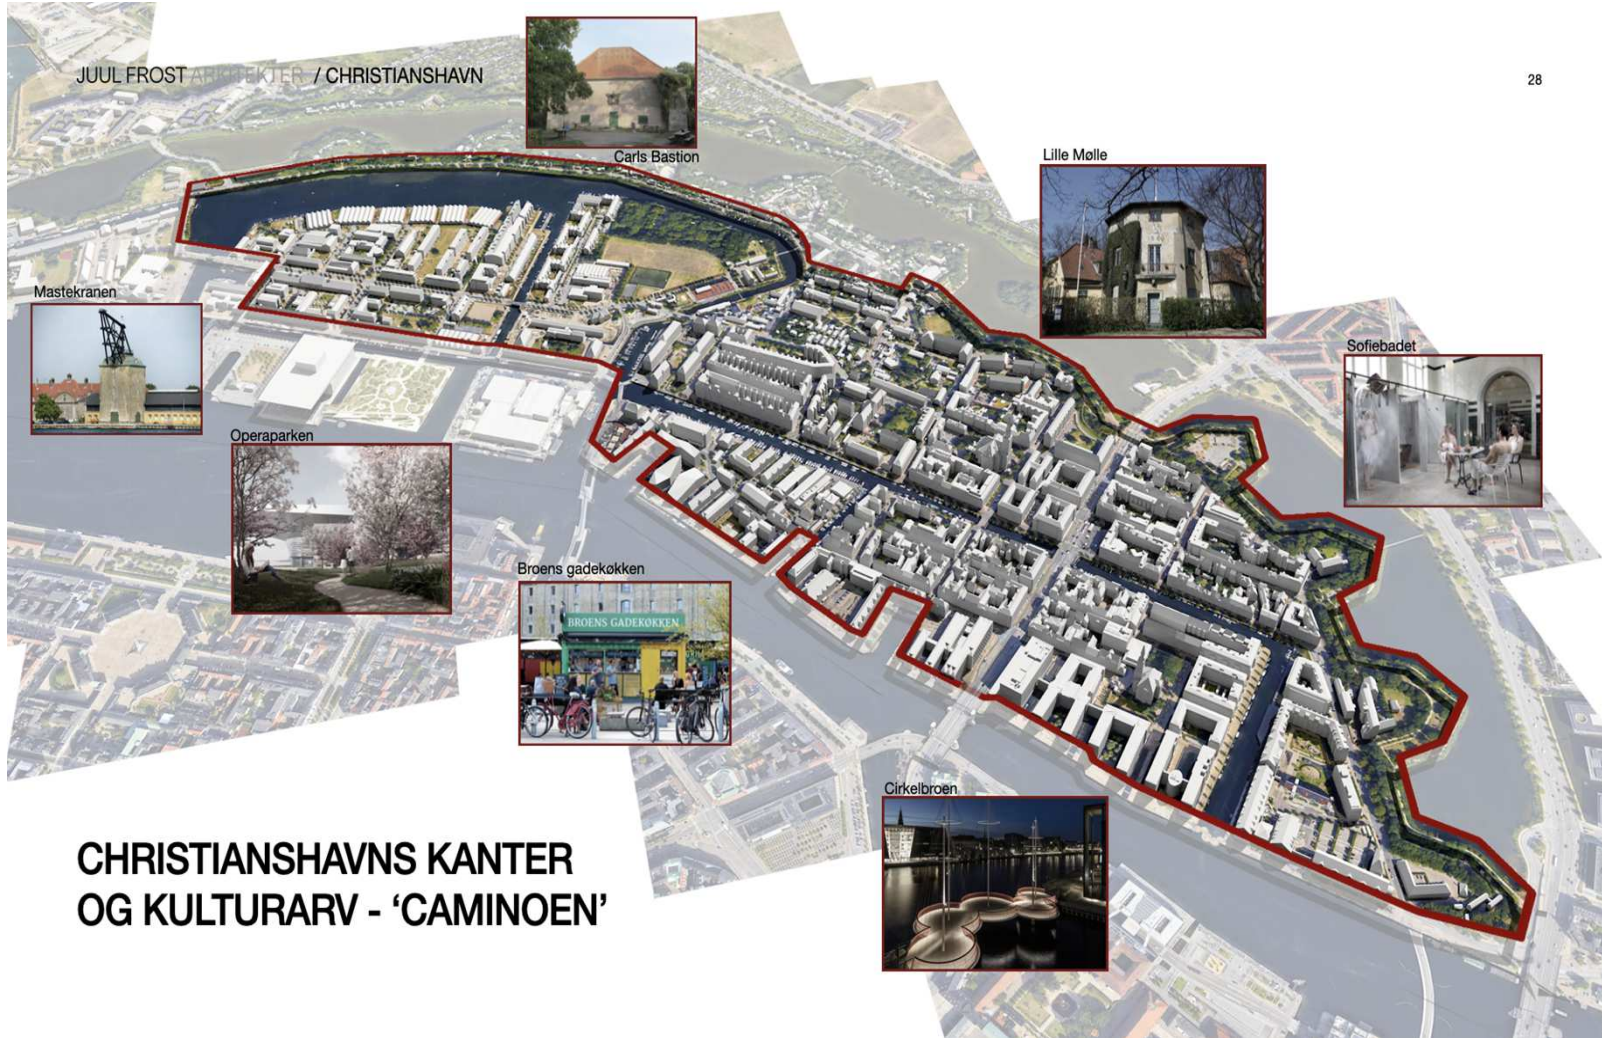 JUUL FROST ARKITEKTER / CHRISTIANSHAVN
28
Carls Bastion
Lille Mølle
Mastekranen
Sofiebadet
Operaparken
Broens gadekøkken
BROENS GADEKØKKEN
Cirkelbroen
CHRISTIANSHAVNS KANTER
OG KULTURARV - ‘CAMINOEN’